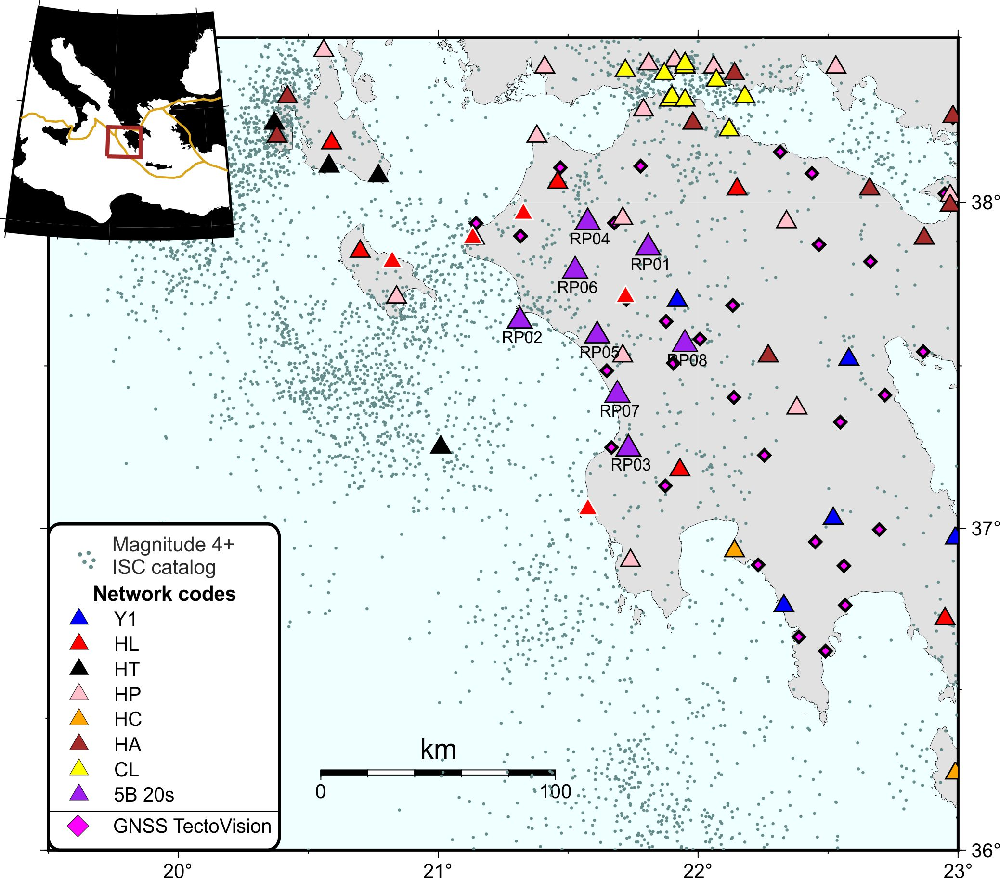 38°
RP04
RP01
RP06
RP02
RP05
RP08
RP07
RP03
37°
Magnitude 4+
ISC catalog
Network codes
Y1
HL
HT
HP
HC
HA
CL
5B 20s
GNSS TectoVision
km
0
100
36°
20°
21°
22°
23°